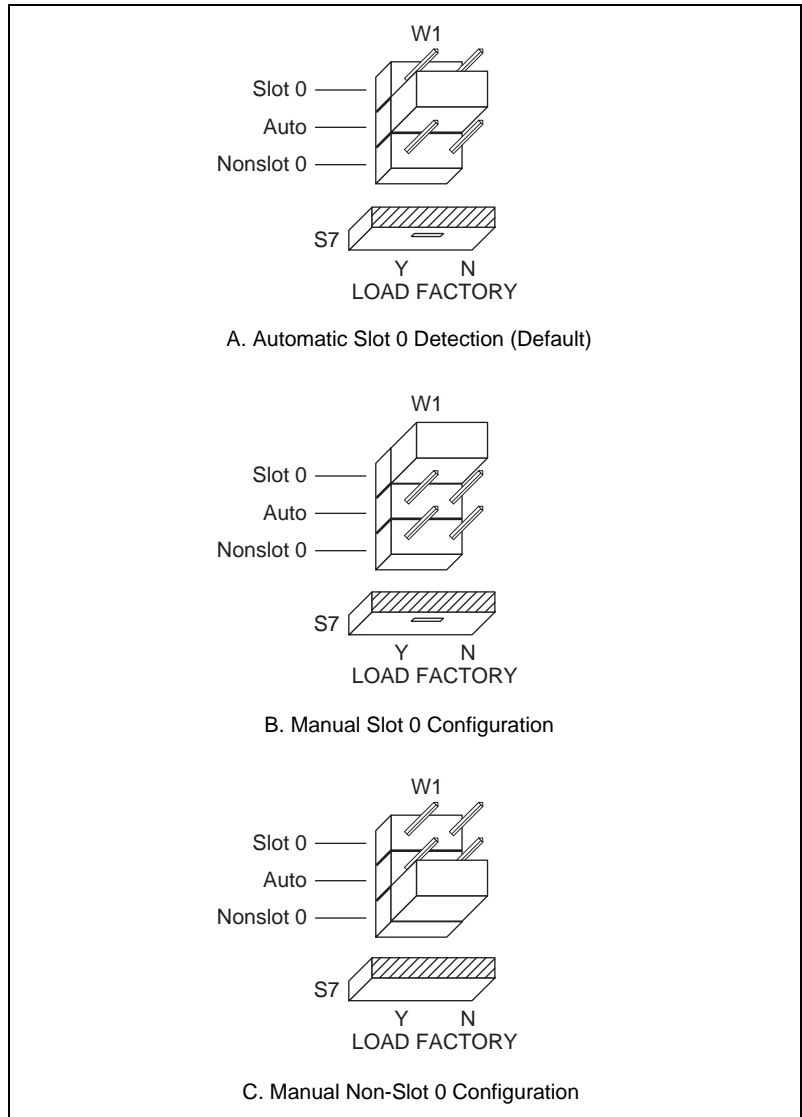 W1
Slot 0
Auto
Nonslot 0
S7
Y N
LOAD FACTORY
A. Automatic Slot 0 Detection (Default)
W1
Slot 0
Auto
Nonslot 0
S7
Y N
LOAD FACTORY
B. Manual Slot 0 Configuration
W1
Slot 0
Auto
Nonslot 0
S7
Y N
LOAD FACTORY
C. Manual Non-Slot 0 Configuration